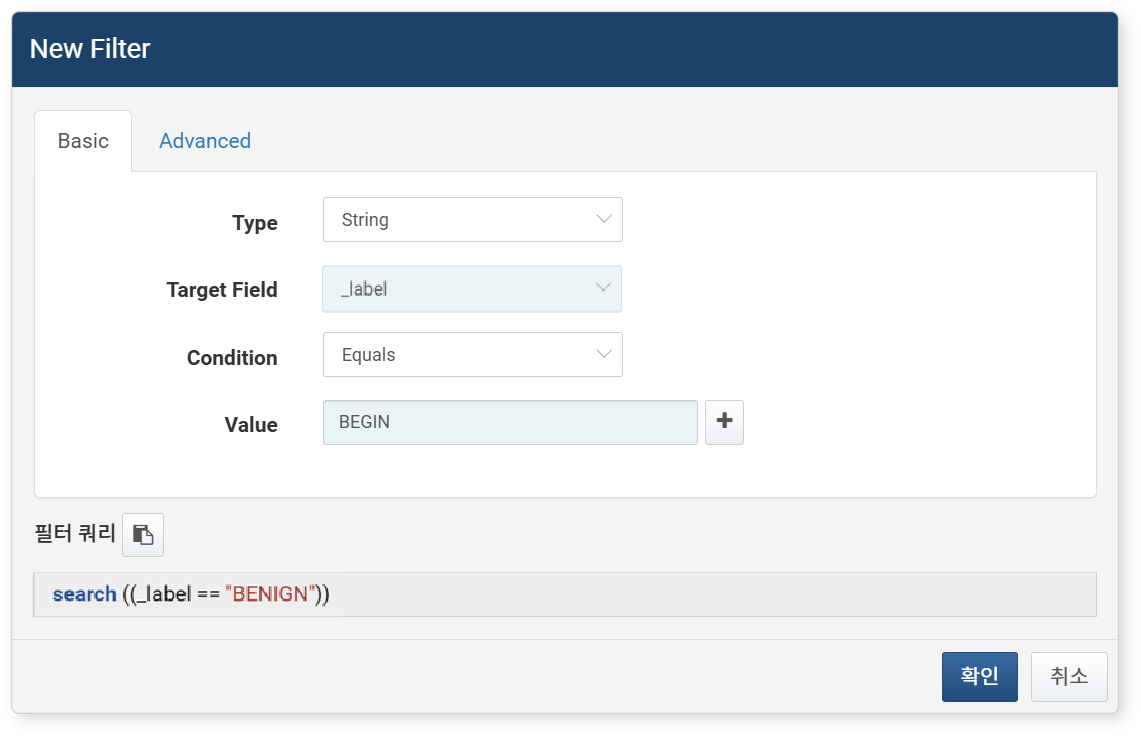 New Filter
Basic Advanced
Type String
Target Field _label
Condition Equals
Value BEGIN
필터 쿼리
search ((_label == "BENIGN"))
확인 취소